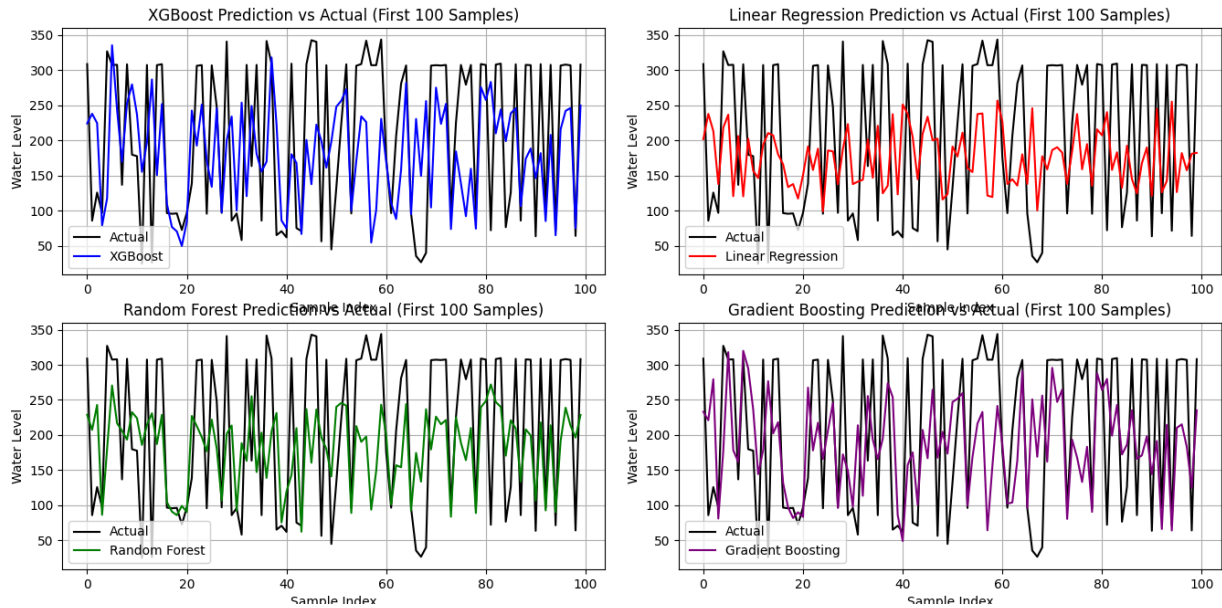 XGBoost Prediction vs Actual (First 100 Samples)
350
300
250
200
150
100
50
Water Level
Actual
XGBoost
0
20
40
60
80
100
Sample Index
Linear Regression Prediction vs Actual (First 100 Samples)
350
300
250
200
150
100
50
Water Level
Actual
Linear Regression
0
20
40
60
80
100
Sample Index
Random Forest Prediction vs Actual (First 100 Samples)
350
300
250
200
150
100
50
Water Level
Actual
Random Forest
0
20
40
60
80
100
Sample Index
Gradient Boosting Prediction vs Actual (First 100 Samples)
350
300
250
200
150
100
50
Water Level
Actual
Gradient Boosting
0
20
40
60
80
100
Sample Index